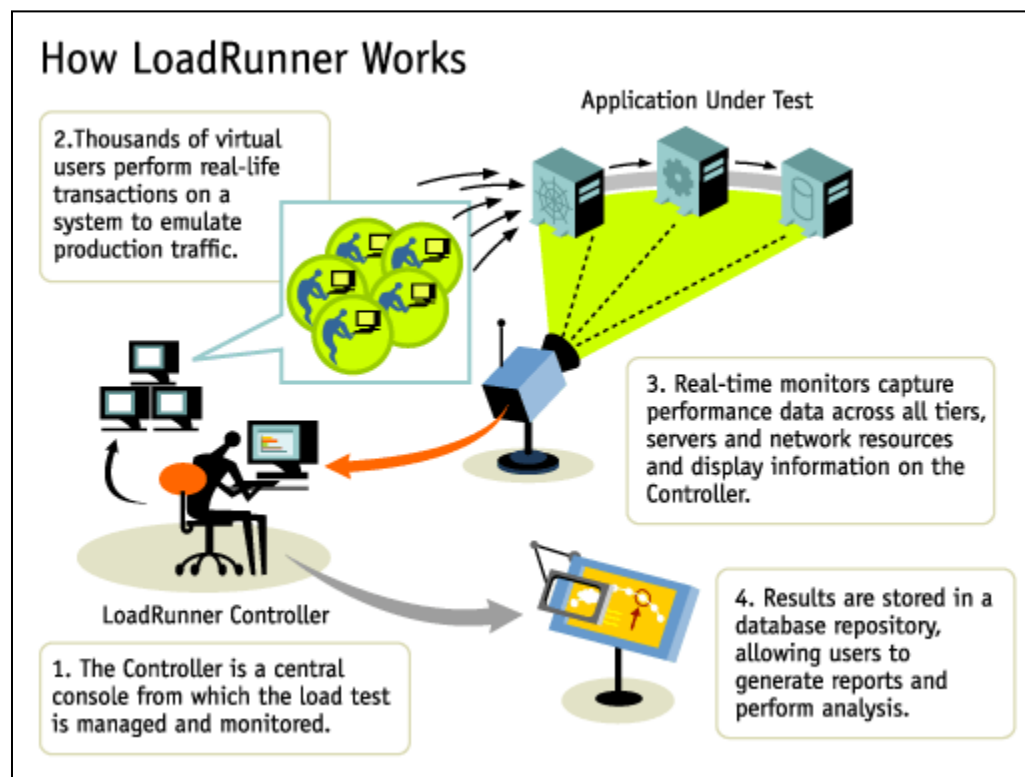 How LoadRunner Works
Application Under Test
2.Thousands of virtual
users perform real-life
transactions on a
system to emulate
production traffic.
3. Real-time monitors capture
performance data across all tiers,
servers and network resources
and display information on the
Controller.
LoadRunner Controller
1. The Controller is a central
console from which the load test
is managed and monitored.
4. Results are stored in a
database repository,
allowing users to
generate reports and
perform analysis.